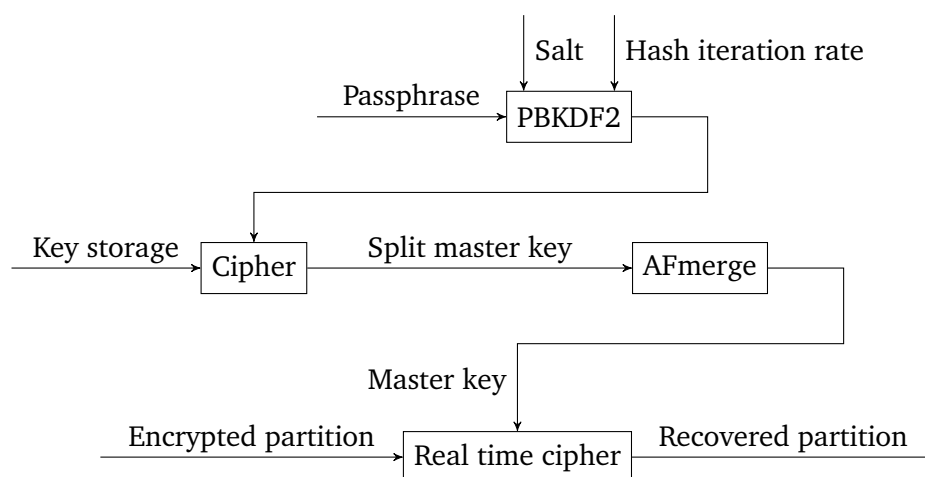 Salt
Hash iteration rate
Passphrase
PBKDF2
Key storage
Cipher
Split master key
AFmerge
Master key
Encrypted partition
Real time cipher
Recovered partition